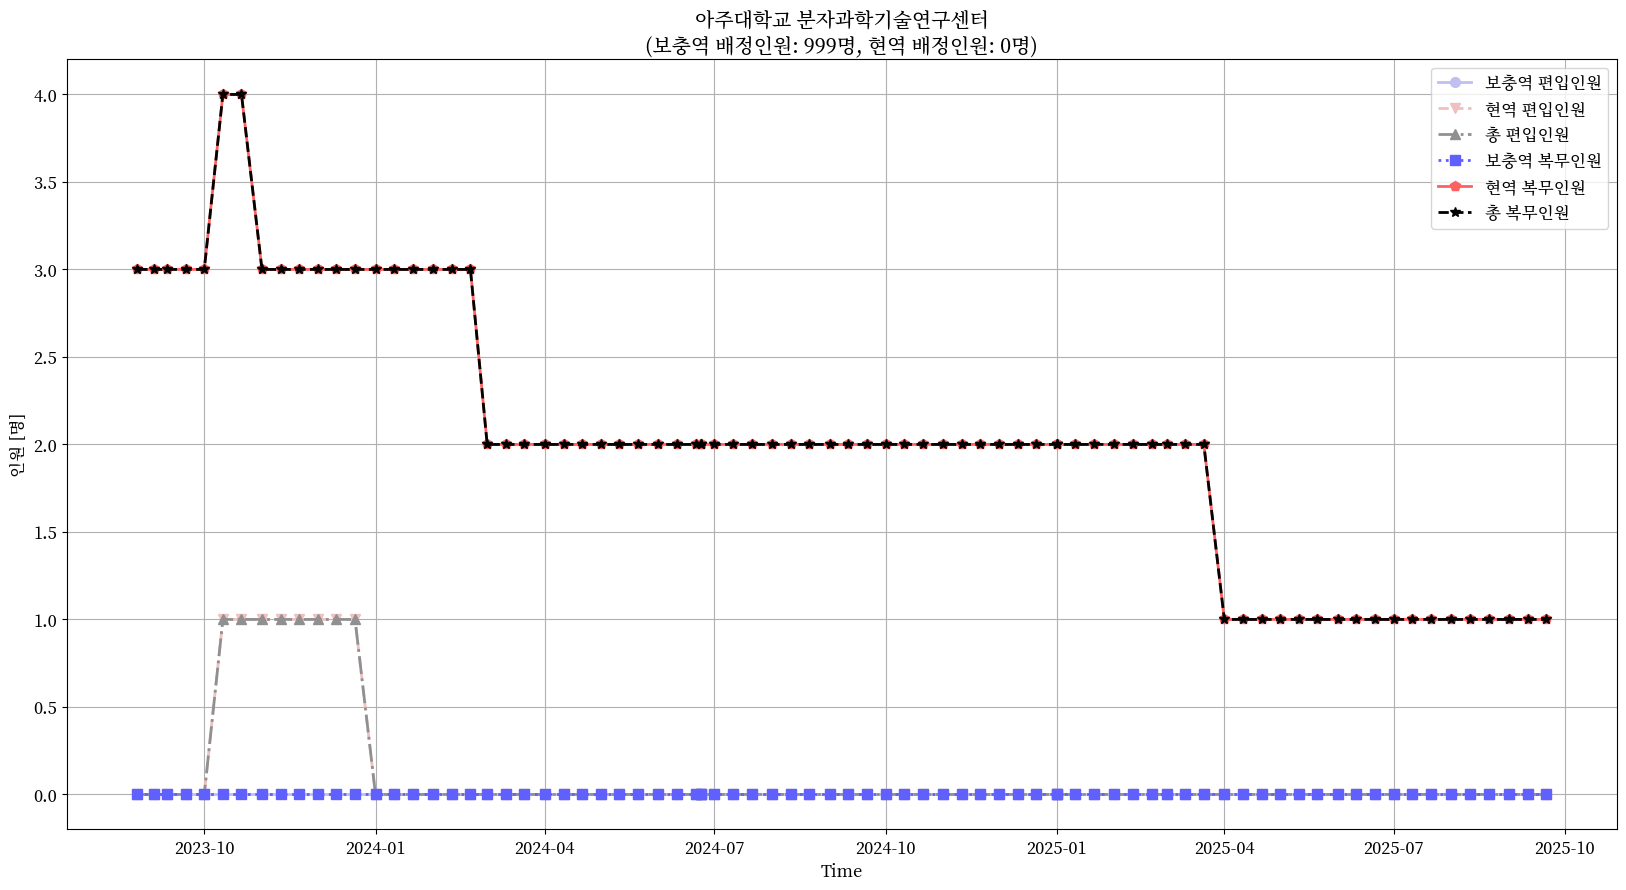 아주대학교 분자과학기술연구센터
(보충역 배정인원: 999명, 현역 배정인원: 0명)
보충역 편입인원
현역 편입인원
총 편입인원
보충역 복무인원
현역 복무인원
총 복무인원
4.0
3.5
3.0
2.5
2.0
1.5
1.0
0.5
0.0
인원 [명]
2023-10 2024-01 2024-04 2024-07 2024-10 2025-01 2025-04 2025-07 2025-10
Time